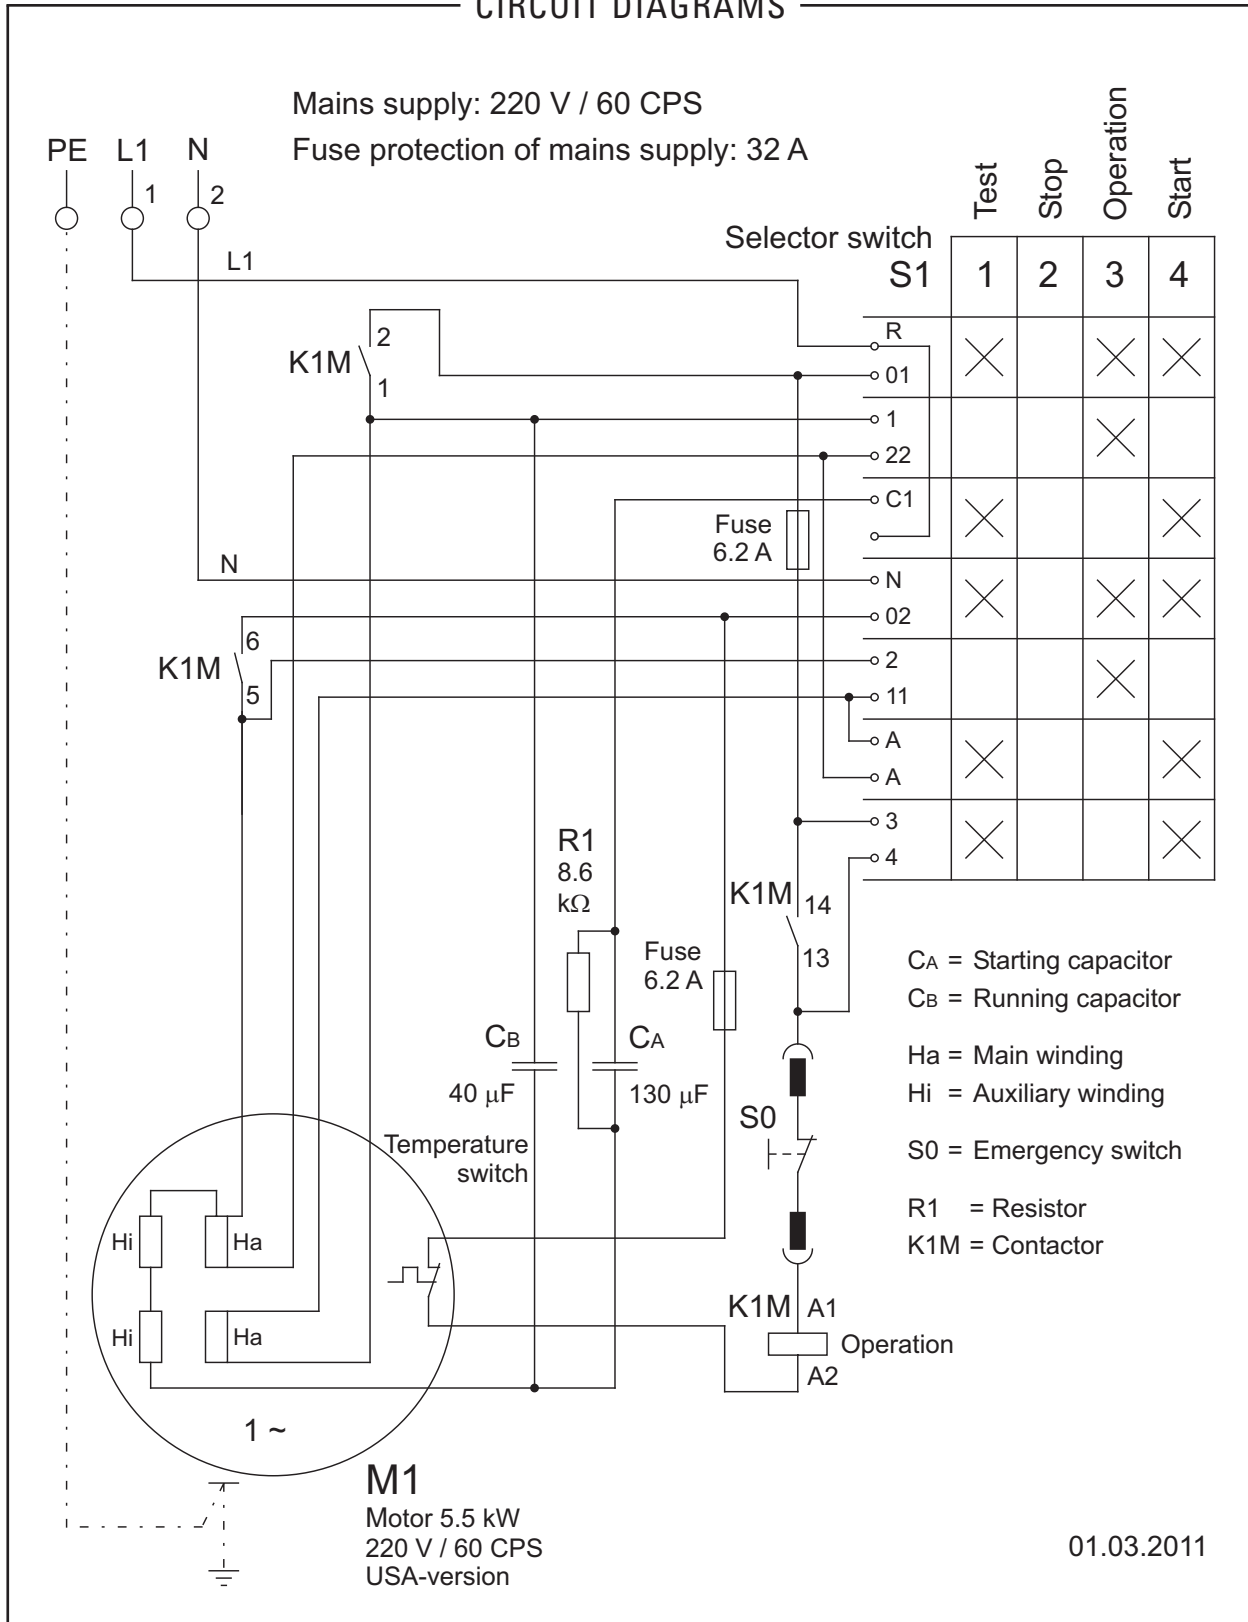 CIRCUIT DIAGRAMS
Mains supply: 220 V / 60 CPS
Fuse protection of mains supply: 32 A
PE L1 N
1 2
Test
Stop
Operation
Start
Selector switch
S1 1 2 3 4
L1
R
01
K1M 2
1
1
22
C1
Fuse
6.2 A
N
N
02
6
K1M
5
2
11
A
A
3
4
R1
8.6
kΩ
K1M 14
13
Fuse
6.2 A
CB
40 µF
CA
130 µF
CA = Starting capacitor
CB = Running capacitor
Ha = Main winding
Hi = Auxiliary winding
S0 = Emergency switch
R1 = Resistor
K1M = Contactor
S0
Temperature
switch
Hi Ha
Hi Ha
K1M A1
Operation
A2
1 ~
M1
Motor 5.5 kW
220 V / 60 CPS
USA-version
01.03.2011